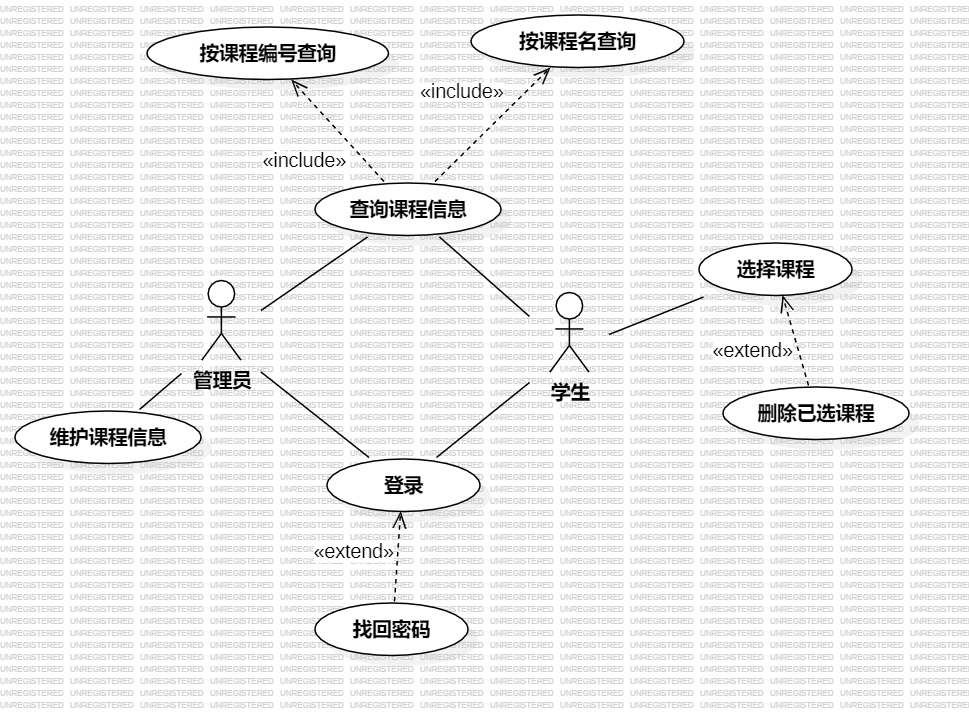 按课程编号查询
按课程名查询
«include»
«include»
查询课程信息
选择课程
«extend»
管理员
学生
删除已选课程
维护课程信息
登录
«extend»
找回密码
UNREGISTERED